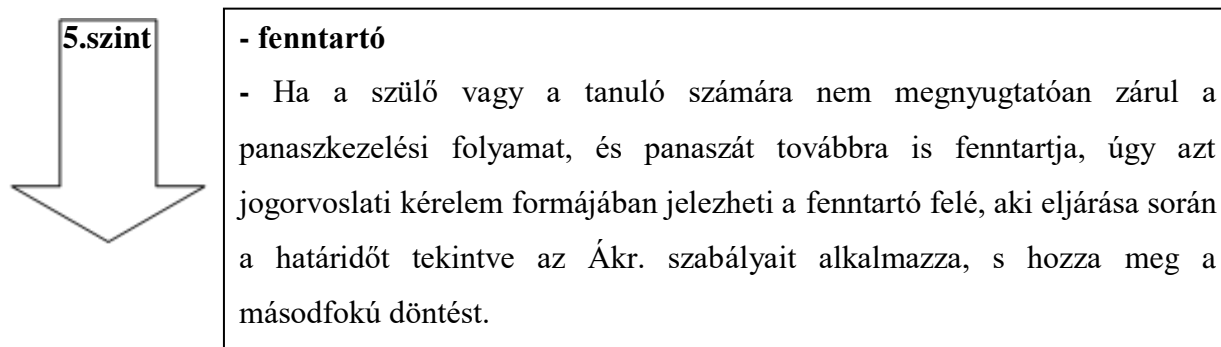 5.szint
- fenntartó
- Ha a szülő vagy a tanuló számára nem megnyugtatóan zárul a
panaszkezelési folyamat, és panaszát továbbra is fenntartja, úgy azt
jogorvoslati kérelem formájában jelezheti a fenntartó felé, aki eljárása során
a határidőt tekintve az Ákr. szabályait alkalmazza, s hozza meg a
másodfokú döntést.